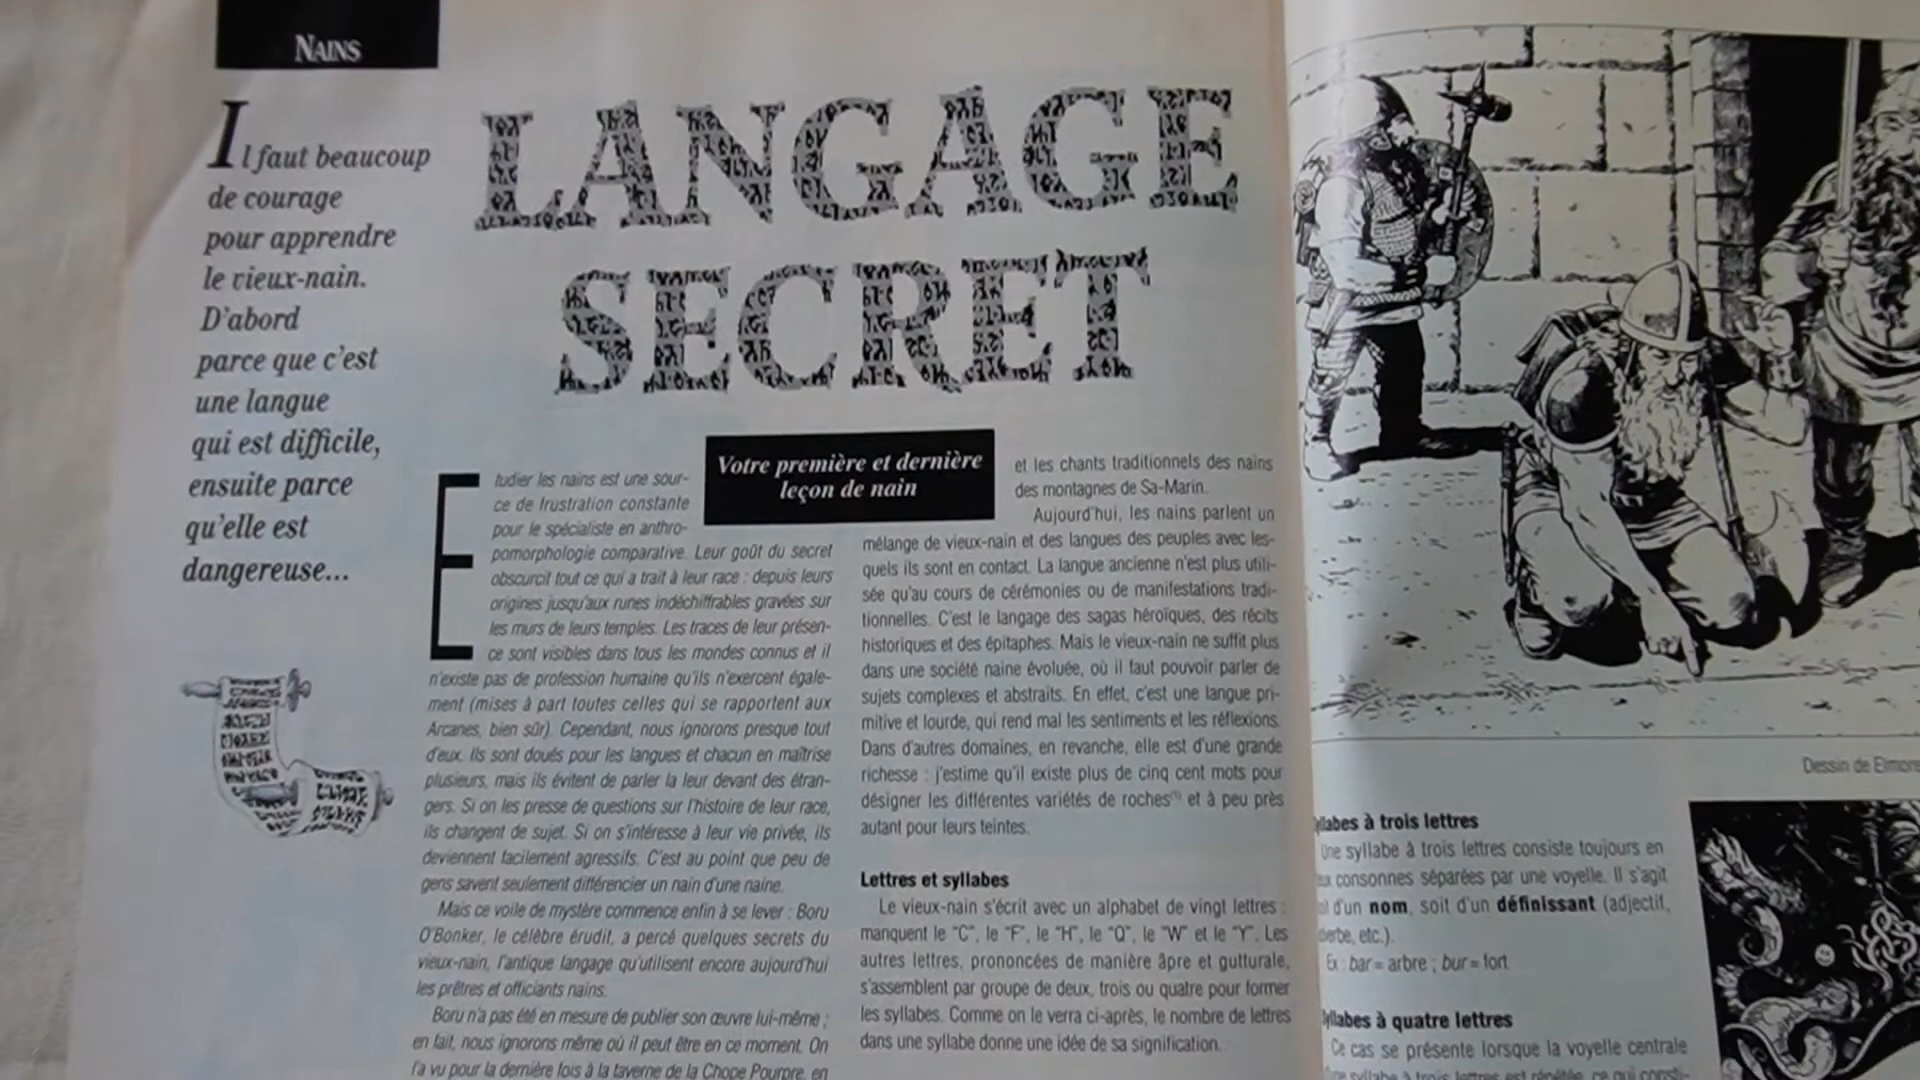 NAINS
Il faut beaucoup
de courage
pour apprendre
le vieux-nain.
D'abord
parce que c'est
une langue
qui est difficile,
ensuite parce
qu'elle est
dangereuse...
LANGAGE
SECRET
Votre première et dernière
leçon de nain
Etudier les nains est une sour-
ce de frustration constante
pour le spécialiste en anthro-
pomorphologie comparative. Leur goût du secret
obscurcit tout ce qui a trait à leur race : depuis leurs
origines jusqu'aux runes indéchiffrables gravées sur
les murs de leurs temples. Les traces de leur présen-
ce sont visibles dans tous les mondes connus et il
n'existe pas de profession humaine qu'ils n'exercent égale-
ment (mises à part toutes celles qui se rapportent aux
Arcanes, bien sûr). Cependant, nous ignorons presque tout
d'eux. Ils sont doués pour les langues et chacun en maîtrise
plusieurs, mais ils évitent de parler la leur devant des étran-
gers. Si on les presse de questions sur l'histoire de leur race,
ils changent de sujet. Si on s'intéresse à leur vie privée, ils
deviennent facilement agressifs. C'est au point que peu de
gens savent seulement différencier un nain d'une naine.
Mais ce voile de mystère commence enfin à se lever : Boru
O'Bonker, le célèbre érudit, a percé quelques secrets du
vieux-nain, l'antique langage qu'utilisent encore aujourd'hui
les prêtres et officiants nains.
Boru n'a pas été en mesure de publier son œuvre lui-même ;
en fait, nous ignorons même où il peut être en ce moment. On
l'a vu pour la dernière fois à la taverne de la Chope Pourpre, en
et les chants traditionnels des nains
des montagnes de Sa-Marin.
Aujourd'hui, les nains parlent un
mélange de vieux-nain et des langues des peuples avec les-
quels ils sont en contact. La langue ancienne n'est plus utili-
sée qu'au cours de cérémonies ou de manifestations tradi-
tionnelles. C'est le langage des sagas héroïques, des récits
historiques et des épitaphes. Mais le vieux-nain ne suffit plus
dans une société naine évoluée, où il faut pouvoir parler de
sujets complexes et abstraits. En effet, c'est une langue pri-
mitive et lourde, qui rend mal les sentiments et les réflexions.
Dans d'autres domaines, en revanche, elle est d'une grande
richesse : j'estime qu'il existe plus de cinq cent mots pour
désigner les différentes variétés de roches(1) et à peu près
autant pour leurs teintes.
Lettres et syllabes
Le vieux-nain s'écrit avec un alphabet de vingt lettres :
manquent le "C", le "F", le "H", le "Q", le "W" et le "Y". Les
autres lettres, prononcées de manière âpre et gutturale,
s'assemblent par groupe de deux, trois ou quatre pour former
les syllabes. Comme on le verra ci-après, le nombre de lettres
dans une syllabe donne une idée de sa signification.
Dessin de Elmore
llabes à trois lettres
Une syllabe à trois lettres consiste toujours en
consonnes séparées par une voyelle. Il s'agit
d'un nom, soit d'un définissant (adjectif,
verbe, etc.).
Ex : bar = arbre ; bur = fort
llabes à quatre lettres
Ce cas se présente lorsque la voyelle centrale
syllabe à trois lettres est répétée, ce qui consti-